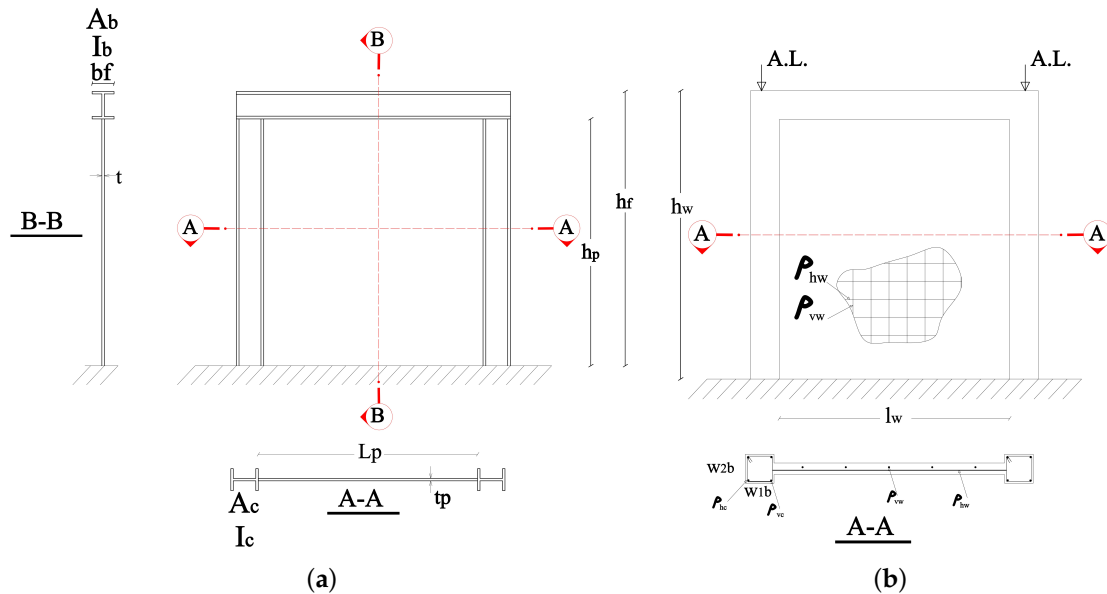 Ab
Ib
bf
t
B-B
B
A
A
hp
hf
B
Lp
tp
Ac
Ic
A-A
(a)
A.L.
A.L.
hw
A
A
ρhw
ρvw
lw
W2b
W1b
ρhc
ρvc
ρvw
ρhw
A-A
(b)